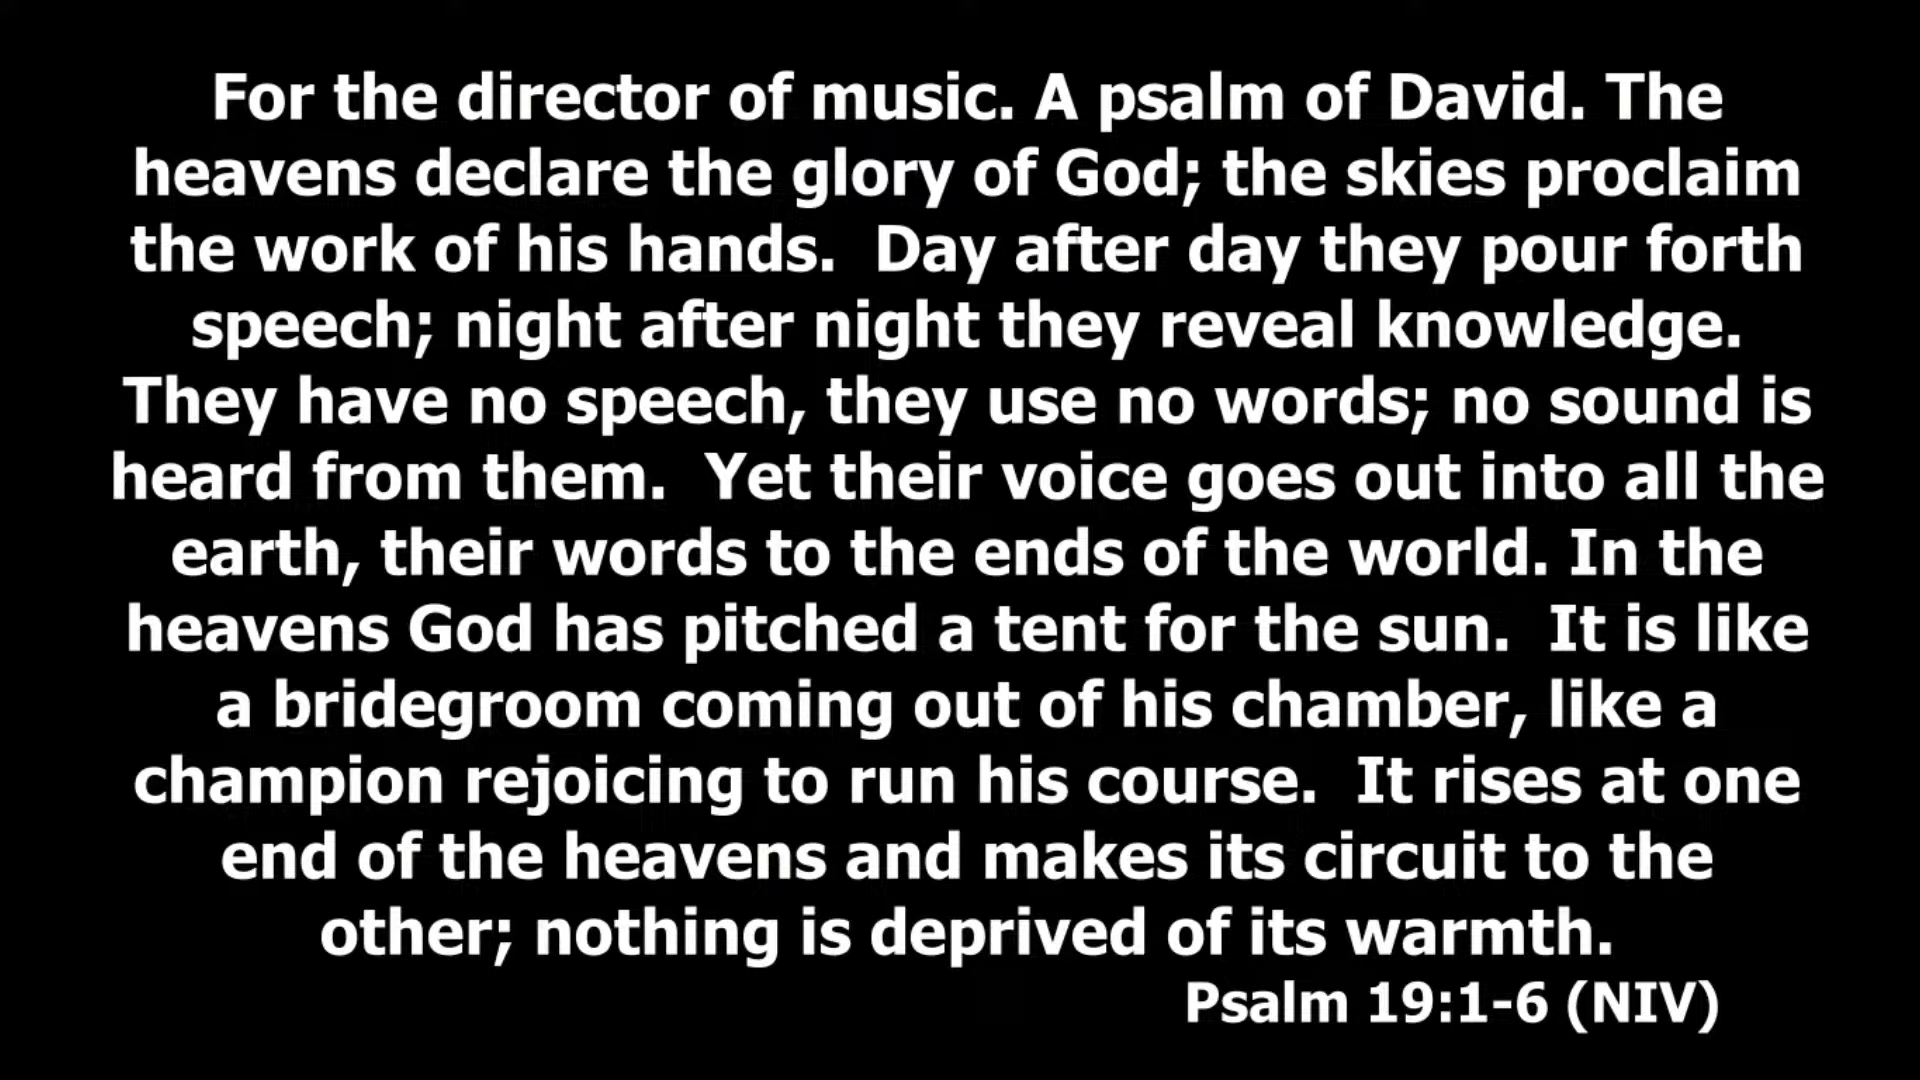 For the director of music. A psalm of David. The
heavens declare the glory of God; the skies proclaim
the work of his hands.  Day after day they pour forth
speech; night after night they reveal knowledge.
They have no speech, they use no words; no sound is
heard from them.  Yet their voice goes out into all the
earth, their words to the ends of the world. In the
heavens God has pitched a tent for the sun.  It is like
a bridegroom coming out of his chamber, like a
champion rejoicing to run his course.  It rises at one
end of the heavens and makes its circuit to the
other; nothing is deprived of its warmth.
Psalm 19:1-6 (NIV)